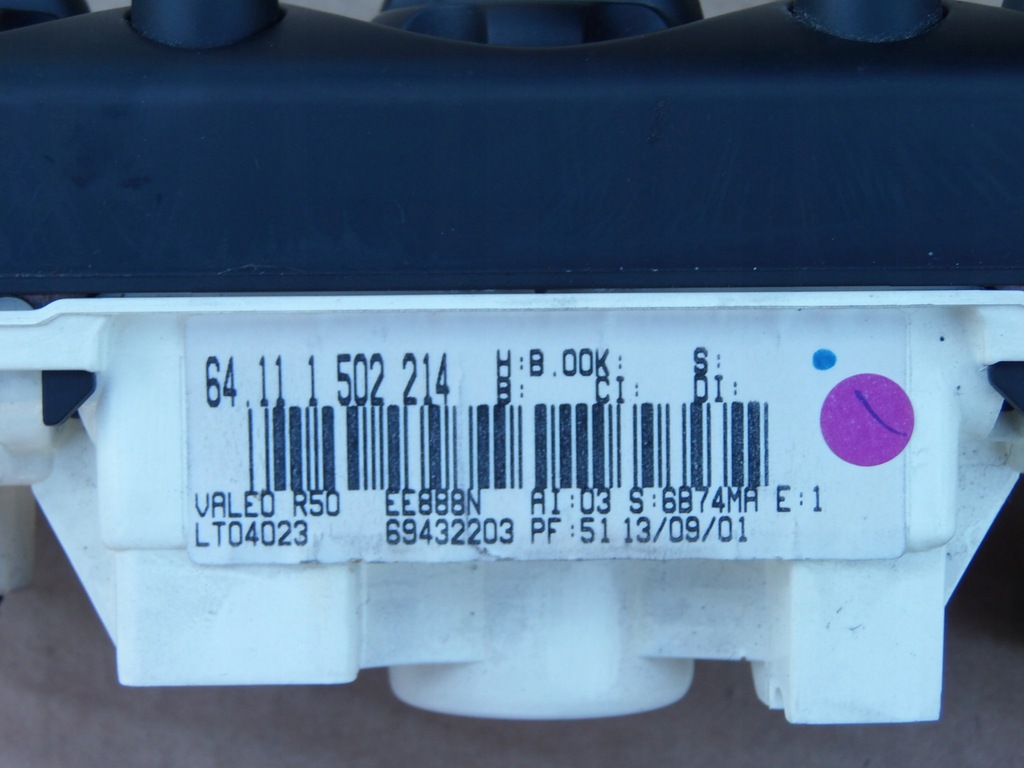 64.11 1 502 214 H:B.00K: S:
B: CI: DI:
VALEO R50 EE888N AI:03 S:6B74MA E:1
LT04023 69432203 PF:51 13/09/01